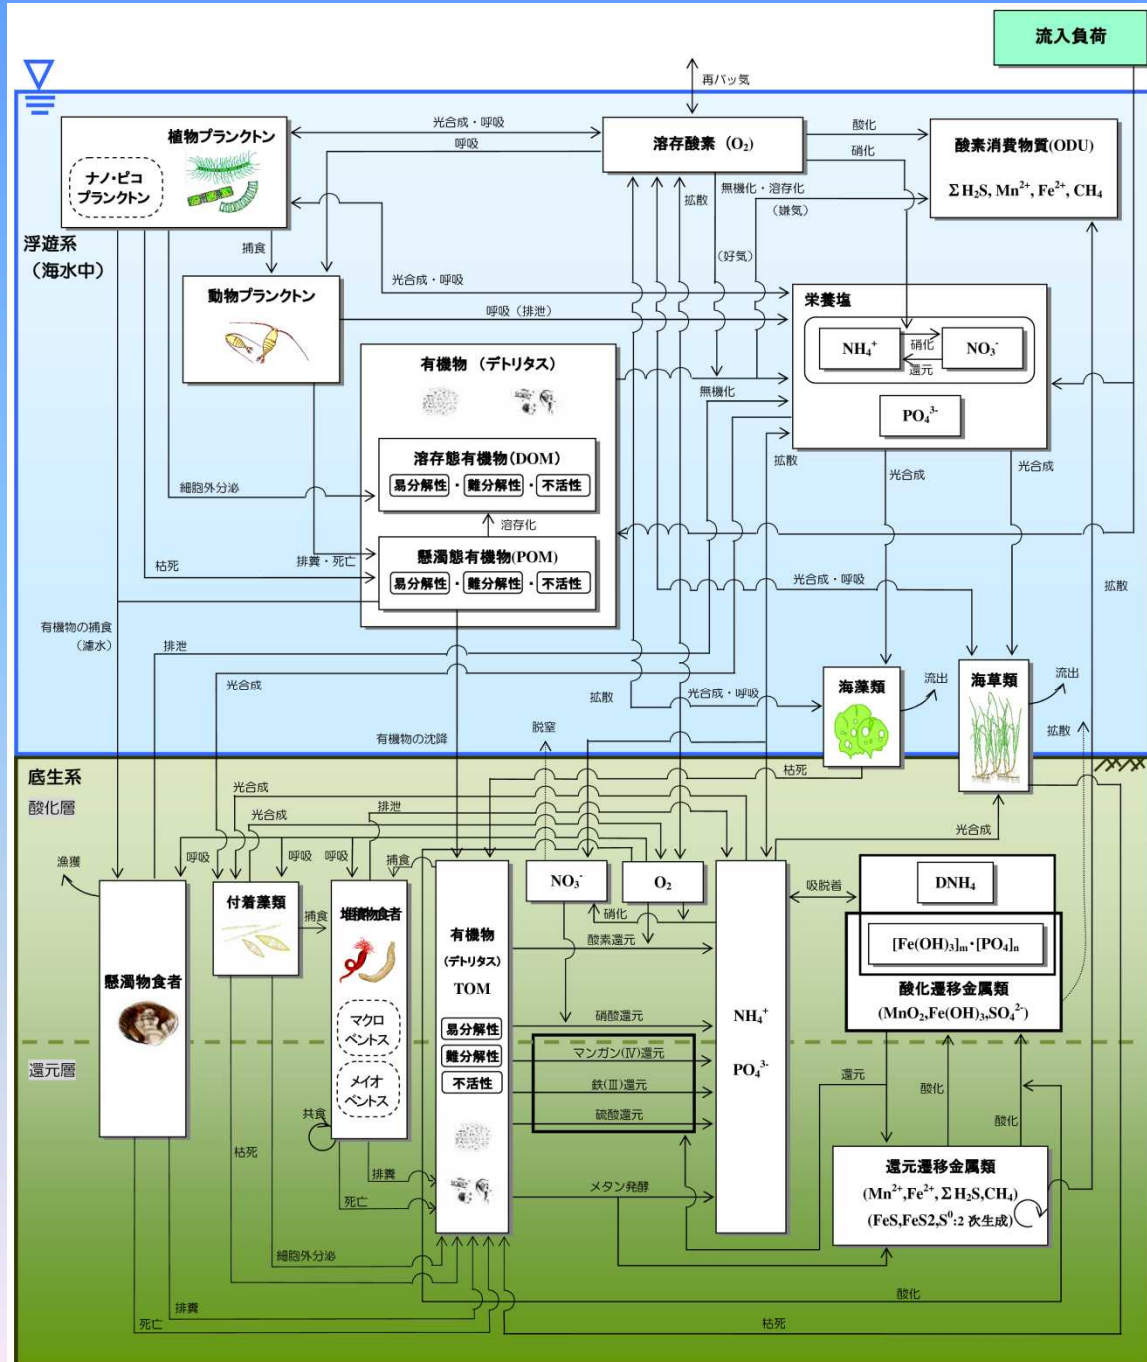 流入負荷
再バッ気
植物プランクトン
ナノ・ピコ
プランクトン
光合成・呼吸
呼吸
溶存酸素 (O₂)
酸化
硝化
酸素消費物質(ODU)
ΣH₂S, Mn²⁺, Fe²⁺, CH₄
無機化・溶存化
(嫌気)
拡散
(好気)
浮遊系
(海水中)
捕食
動物プランクトン
光合成・呼吸
呼吸(排泄)
栄養塩
NH₄⁺
硝化
還元
NO₃⁻
PO₄³⁻
有機物 (デトリタス)
無機化
溶存態有機物(DOM)
易分解性・難分解性・不活性
細胞外分泌
溶存化
懸濁態有機物(POM)
易分解性・難分解性・不活性
排糞・死亡
枯死
拡散
光合成
光合成
光合成・呼吸
拡散
有機物の捕食
(濾水)
排泄
光合成
拡散
光合成・呼吸
海藻類
流出
海草類
流出
拡散
脱窒
有機物の沈降
底生系
酸化層
枯死
光合成
光合成
排泄
光合成
漁獲
呼吸
呼吸
呼吸
捕食
付着藻類
捕食
堆積物食者
マクロ
ベントス
メイオ
ベントス
共食
懸濁物食者
有機物
(デトリタス)
TOM
易分解性
難分解性
不活性
NO₃⁻
O₂
硝化
酸素還元
硝酸還元
マンガン(Ⅳ)還元
鉄(Ⅲ)還元
硫酸還元
メタン発酵
NH₄⁺
PO₄³⁻
吸脱着
DNH₄
[Fe(OH)₃]m・[PO₄]n
酸化遷移金属類
(MnO₂,Fe(OH)₃,SO₄²⁻)
還元層
還元
酸化
酸化
還元遷移金属類
(Mn²⁺,Fe²⁺,ΣH₂S,CH₄)
(FeS,FeS2,S⁰:2 次生成)
枯死
排糞
死亡
細胞外分泌
排糞
死亡
酸化
枯死